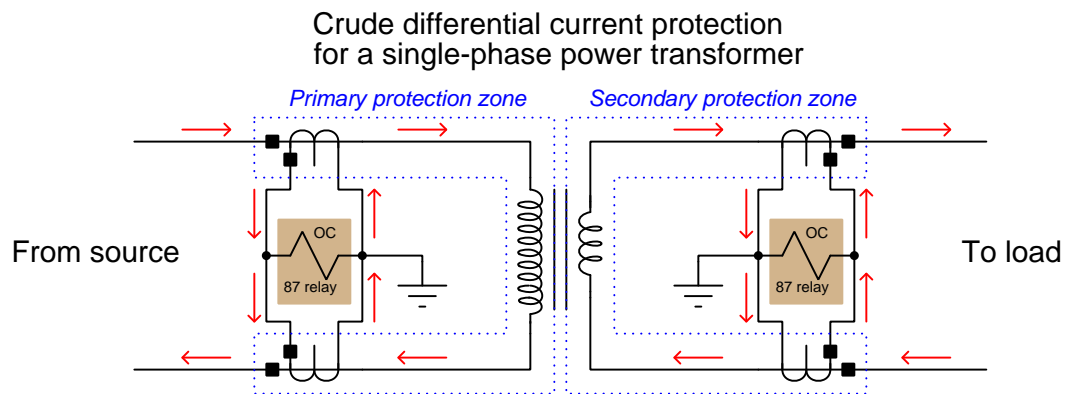 Crude differential current protection
for a single-phase power transformer
Primary protection zone
Secondary protection zone
OC
OC
From source
To load
87 relay
87 relay